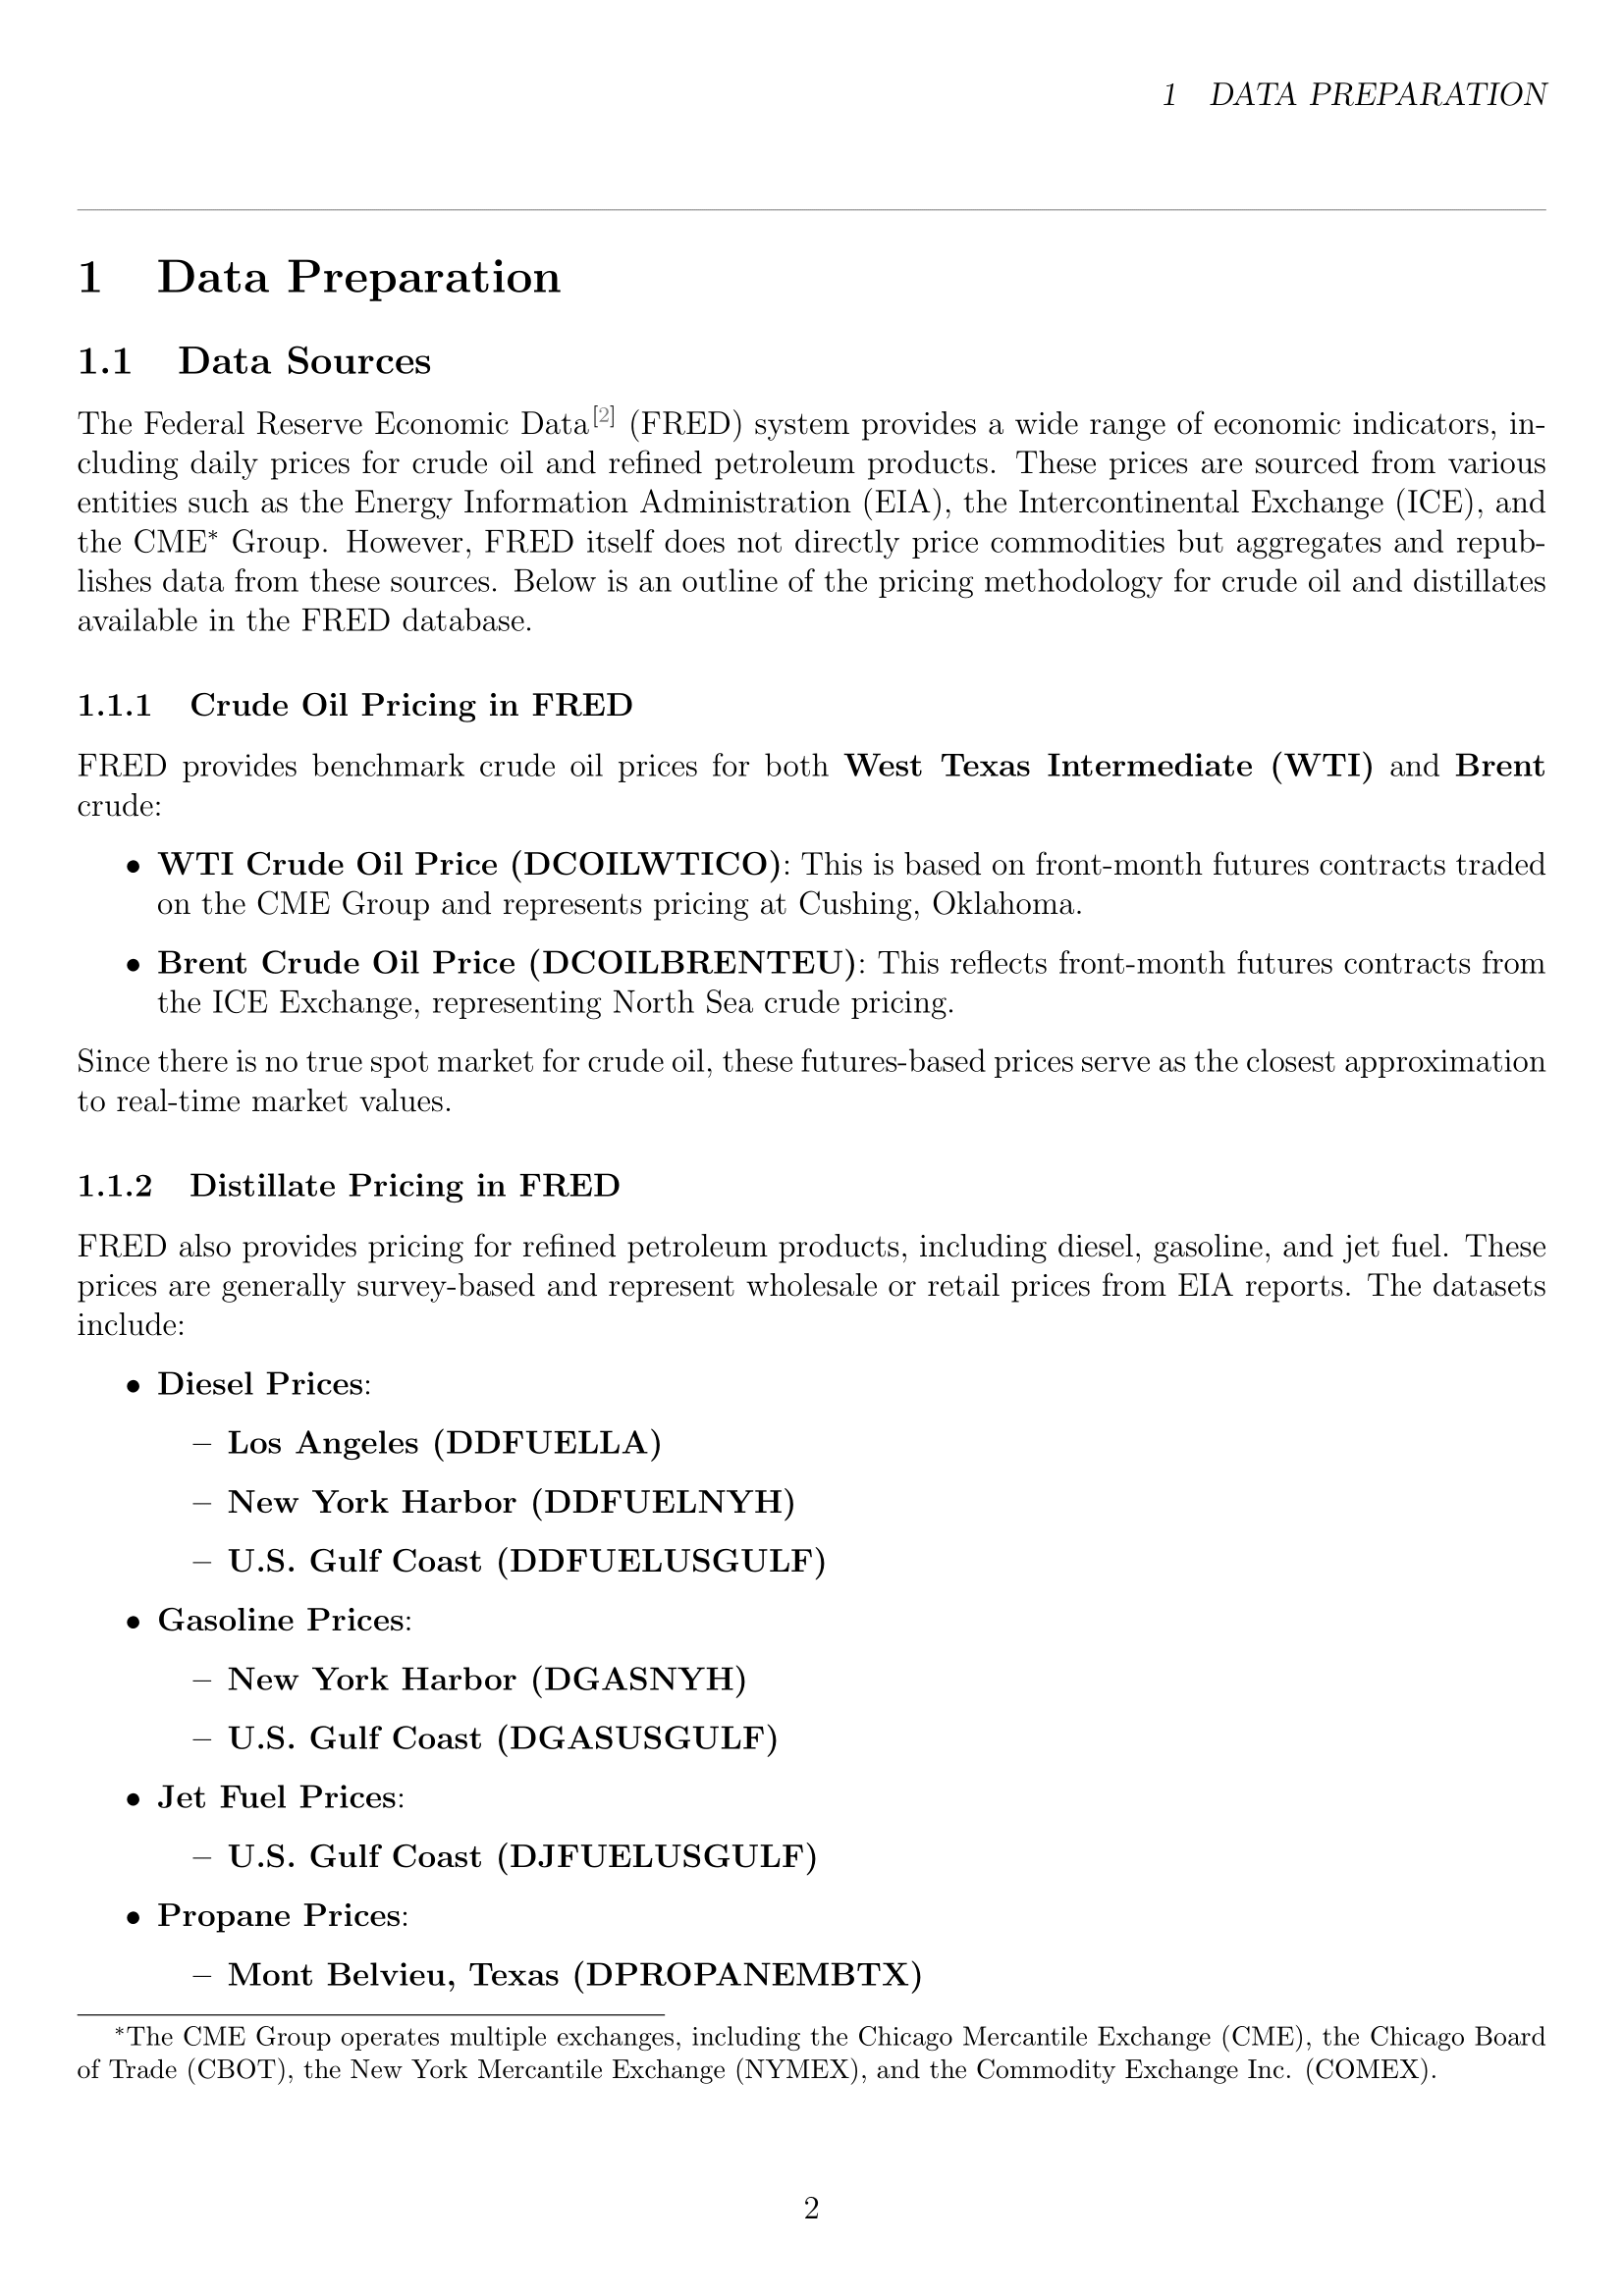 1 DATA PREPARATION
1 Data Preparation
1.1 Data Sources
The Federal Reserve Economic Data[2] (FRED) system provides a wide range of economic indicators, in-
cluding daily prices for crude oil and refined petroleum products. These prices are sourced from various
entities such as the Energy Information Administration (EIA), the Intercontinental Exchange (ICE), and
the CME* Group. However, FRED itself does not directly price commodities but aggregates and repub-
lishes data from these sources. Below is an outline of the pricing methodology for crude oil and distillates
available in the FRED database.
1.1.1 Crude Oil Pricing in FRED
FRED provides benchmark crude oil prices for both West Texas Intermediate (WTI) and Brent
crude:
• WTI Crude Oil Price (DCOILWTICO): This is based on front-month futures contracts traded
on the CME Group and represents pricing at Cushing, Oklahoma.
• Brent Crude Oil Price (DCOILBRENTEU): This reflects front-month futures contracts from
the ICE Exchange, representing North Sea crude pricing.
Since there is no true spot market for crude oil, these futures-based prices serve as the closest approximation
to real-time market values.
1.1.2 Distillate Pricing in FRED
FRED also provides pricing for refined petroleum products, including diesel, gasoline, and jet fuel. These
prices are generally survey-based and represent wholesale or retail prices from EIA reports. The datasets
include:
• Diesel Prices:
– Los Angeles (DDFUELLA)
– New York Harbor (DDFUELNYH)
– U.S. Gulf Coast (DDFUELUSGULF)
• Gasoline Prices:
– New York Harbor (DGASNYH)
– U.S. Gulf Coast (DGASUSGULF)
• Jet Fuel Prices:
– U.S. Gulf Coast (DJFUELUSGULF)
• Propane Prices:
– Mont Belvieu, Texas (DPROPANEMBTX)
*The CME Group operates multiple exchanges, including the Chicago Mercantile Exchange (CME), the Chicago Board
of Trade (CBOT), the New York Mercantile Exchange (NYMEX), and the Commodity Exchange Inc. (COMEX).
2